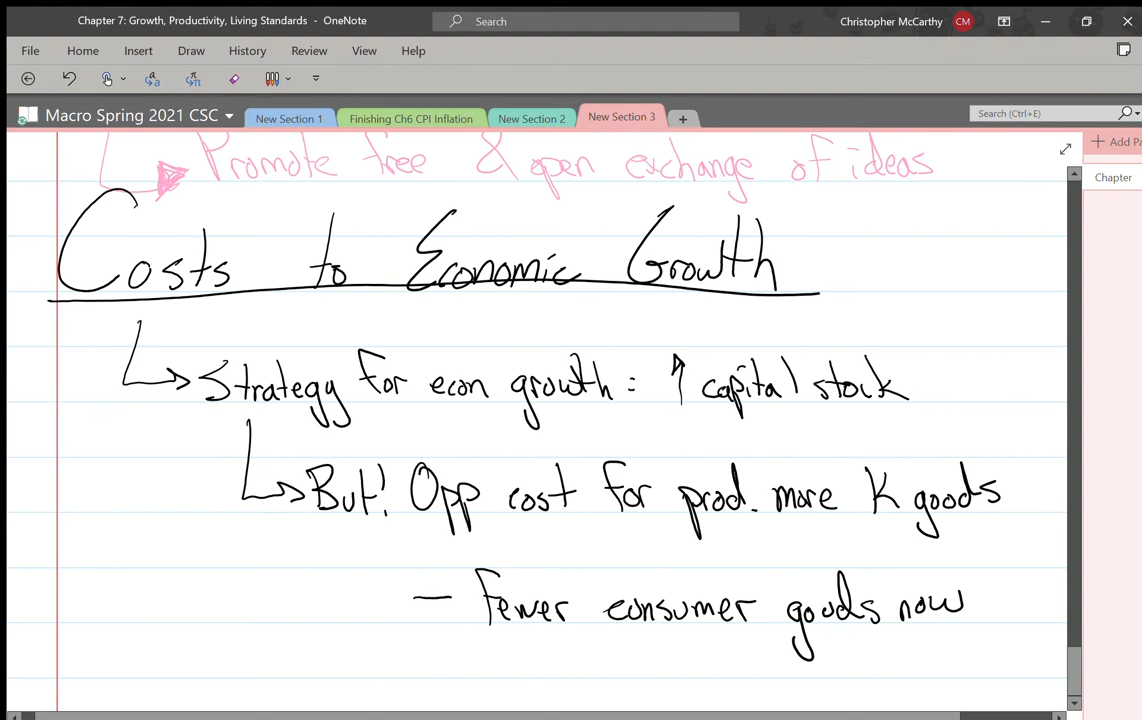 Chapter 7: Growth, Productivity, Living Standards - OneNote
Search
Christopher McCarthy CM
File Home Insert Draw History Review View Help
Macro Spring 2021 CSC
New Section 1 Finishing Ch6 CPI Inflation New Section 2 New Section 3
Search (Ctrl+E)
Promote free & open exchange of ideas
Add Pa
Chapter
Costs to Economic Growth
Strategy for econ growth: ↑ capital stock
But! Opp cost for prod. more K goods
- Fewer consumer goods now